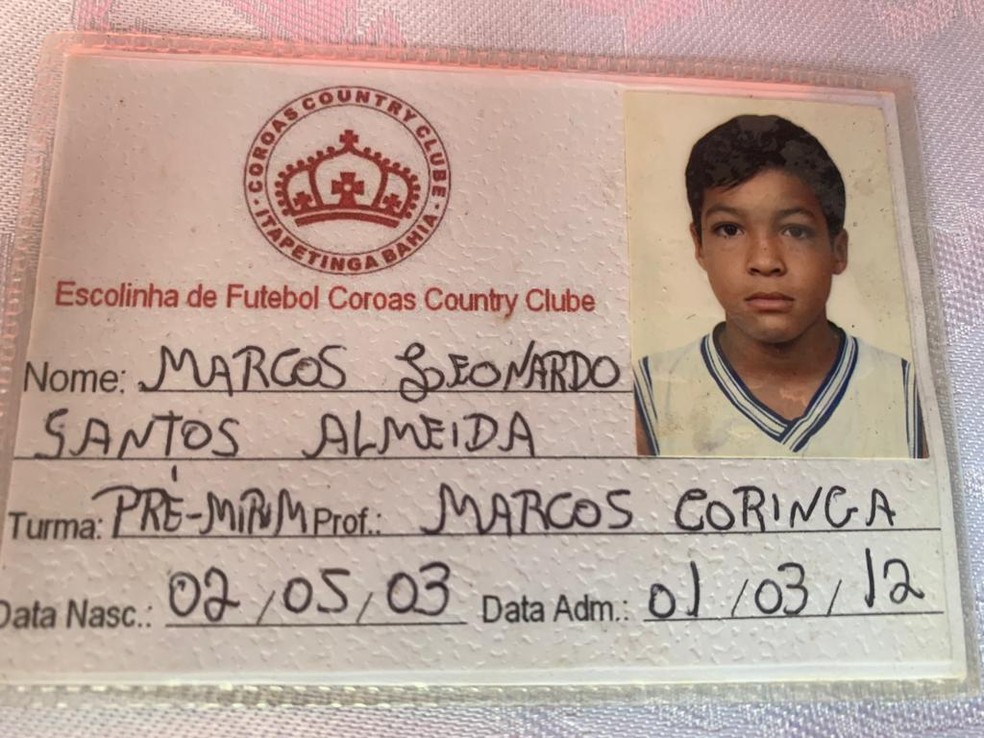 COROAS COUNTRY CLUBE
ITAPETINGA BAHIA
Escolinha de Futebol Coroas Country Clube
Nome: MARCOS LEONARDO
SANTOS ALMEIDA
Turma: PRÉ-MIRIM Prof.: MARCOS CORINGA
Data Nasc.: 02/05/03 Data Adm.: 01/03/12